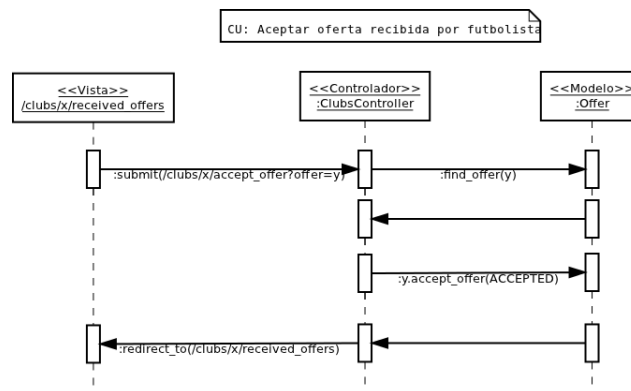 CU: Aceptar oferta recibida por futbolista
<<Vista>>
/clubs/x/received_offers
<<Controlador>>
:ClubsController
<<Modelo>>
:Offer
:submit(/clubs/x/accept_offer?offer=y)
:find_offer(y)
:y.accept_offer(ACCEPTED)
:redirect_to(/clubs/x/received_offers)